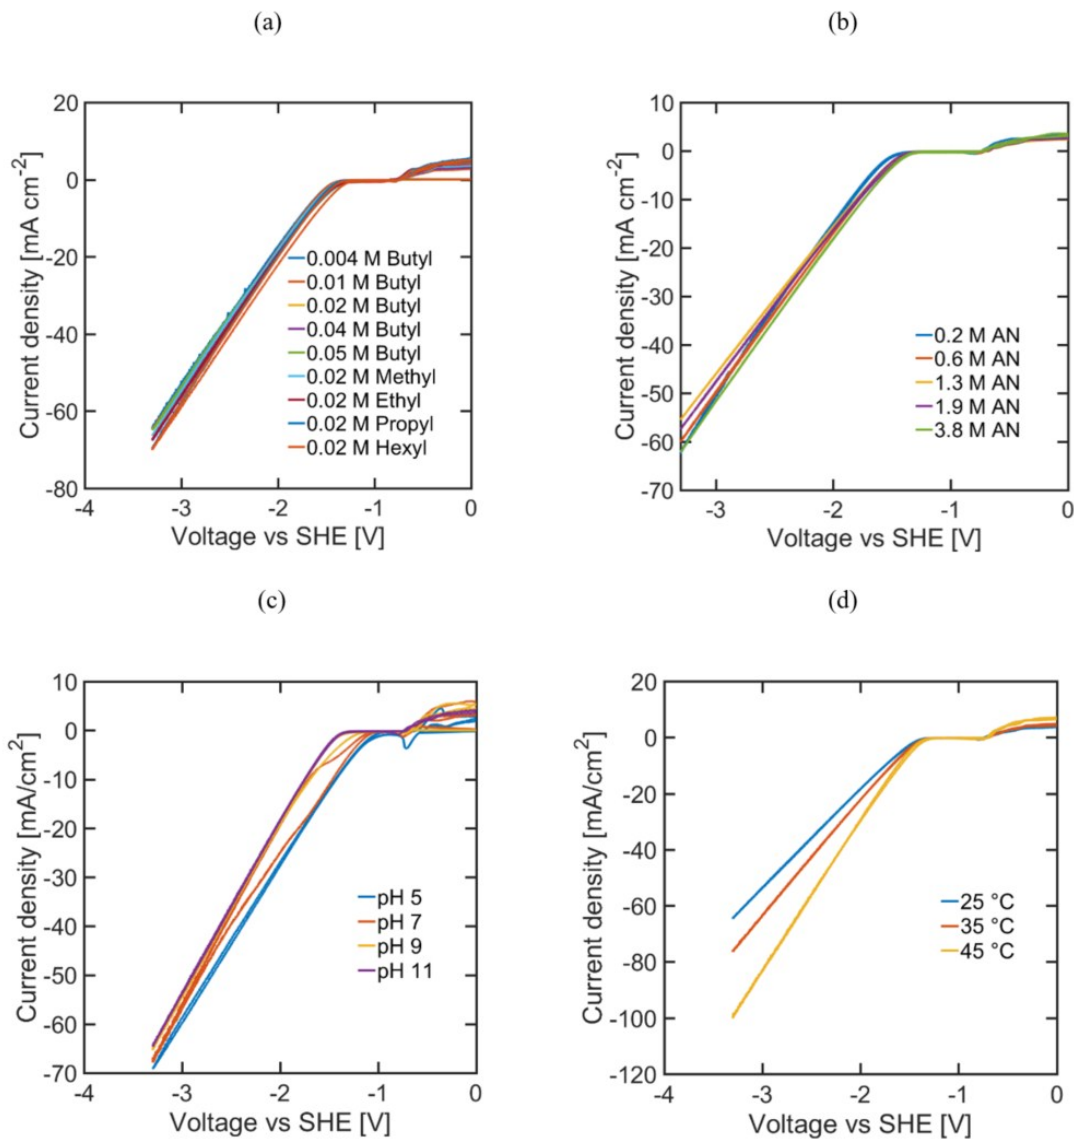 (a)
(b)
20
0
-20
-40
-60
-80
-4
-3
-2
-1
0
Current density [mA cm-2]
Voltage vs SHE [V]
0.004 M Butyl
0.01 M Butyl
0.02 M Butyl
0.04 M Butyl
0.05 M Butyl
0.02 M Methyl
0.02 M Ethyl
0.02 M Propyl
0.02 M Hexyl
10
0
-10
-20
-30
-40
-50
-60
-70
-3
-2
-1
0
Current density [mA cm-2]
Voltage vs SHE [V]
0.2 M AN
0.6 M AN
1.3 M AN
1.9 M AN
3.8 M AN
(c)
(d)
10
0
-10
-20
-30
-40
-50
-60
-70
-4
-3
-2
-1
0
Current density [mA/cm2]
Voltage vs SHE [V]
pH 5
pH 7
pH 9
pH 11
20
0
-20
-40
-60
-80
-100
-120
-4
-3
-2
-1
0
Current density [mA/cm2]
Voltage vs SHE [V]
25 °C
35 °C
45 °C